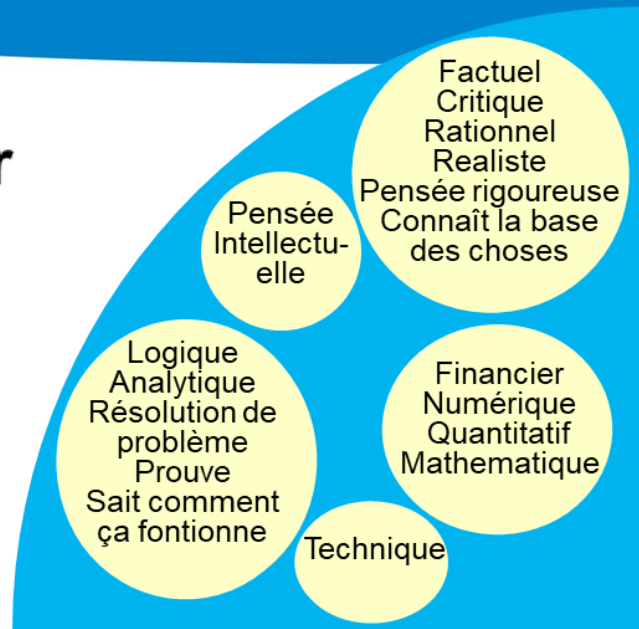 r
Factuel
Critique
Rationnel
Realiste
Pensée rigoureuse
Connaît la base
des choses
Pensée
Intellectu-
elle
Logique
Analytique
Résolution de
problème
Prouve
Sait comment
ça fontionne
Financier
Numérique
Quantitatif
Mathematique
Technique